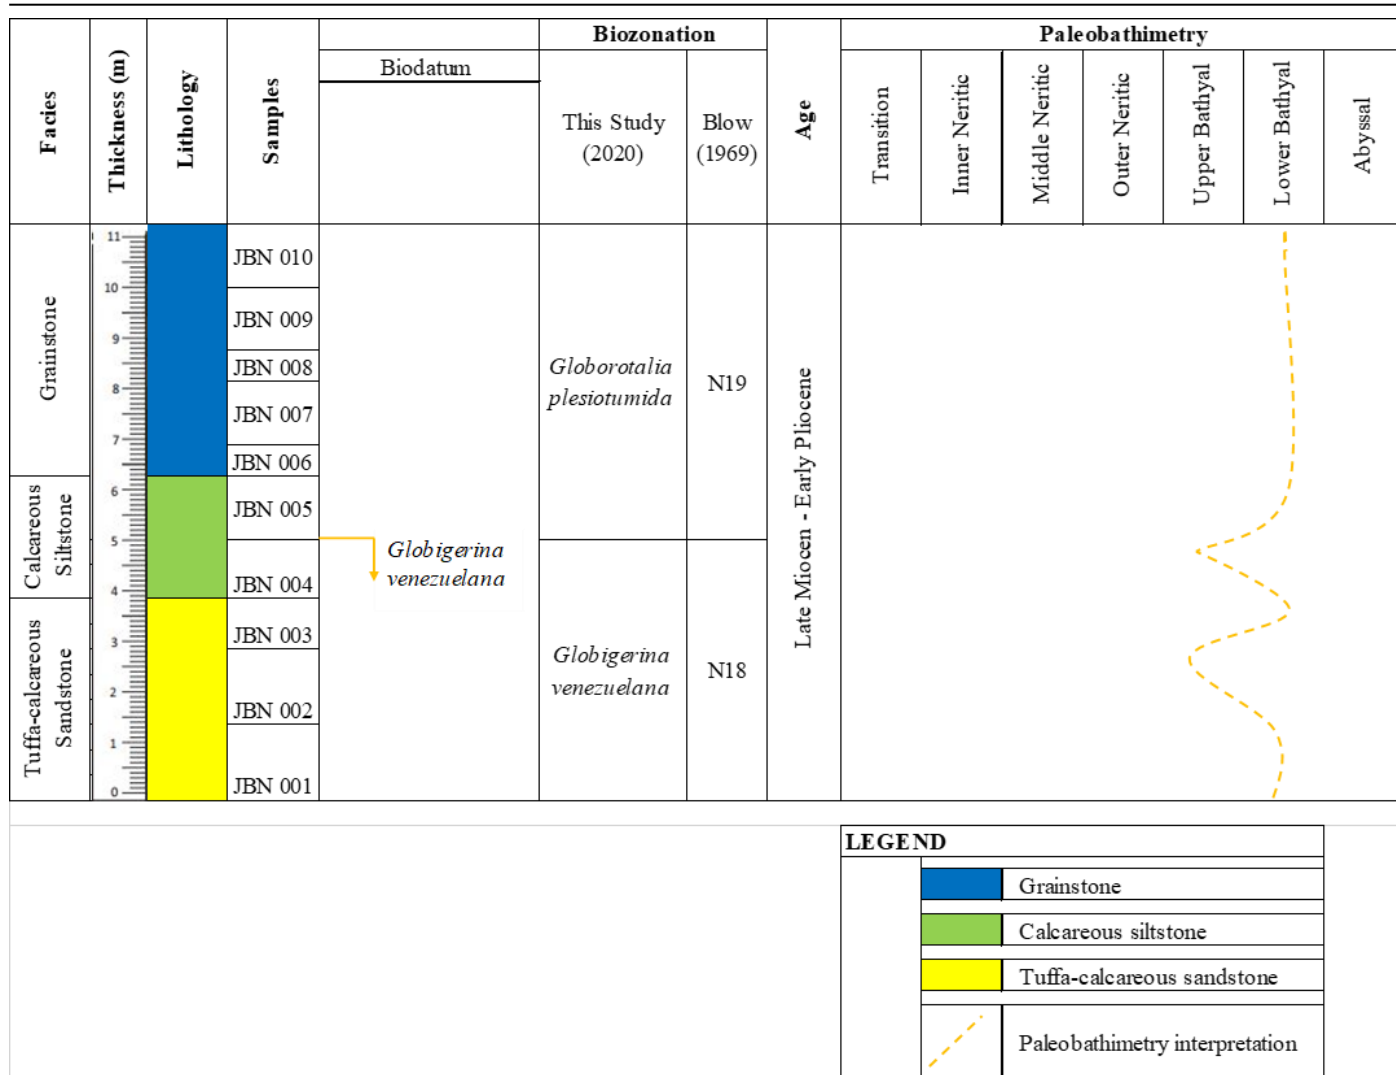 Facies
Thickness (m)
Lithology
Samples
Biodatum
Biozonation
This Study
(2020)
Blow
(1969)
Age
Paleobathimetry
Transition
Inner Neritic
Middle Neritic
Outer Neritic
Upper Bathyal
Lower Bathyal
Abyssal
Grainstone
Calcareous
Siltstone
Tuffa-calcareous
Sandstone
11
10
9
8
7
6
5
4
3
2
1
0
JBN 010
JBN 009
JBN 008
JBN 007
JBN 006
JBN 005
JBN 004
JBN 003
JBN 002
JBN 001
Globigerina
venezuelana
Globorotalia
plesiotumida
Globigerina
venezuelana
N19
N18
Late Miocen - Early Pliocene
LEGEND
Grainstone
Calcareous siltstone
Tuffa-calcareous sandstone
Paleobathimetry interpretation